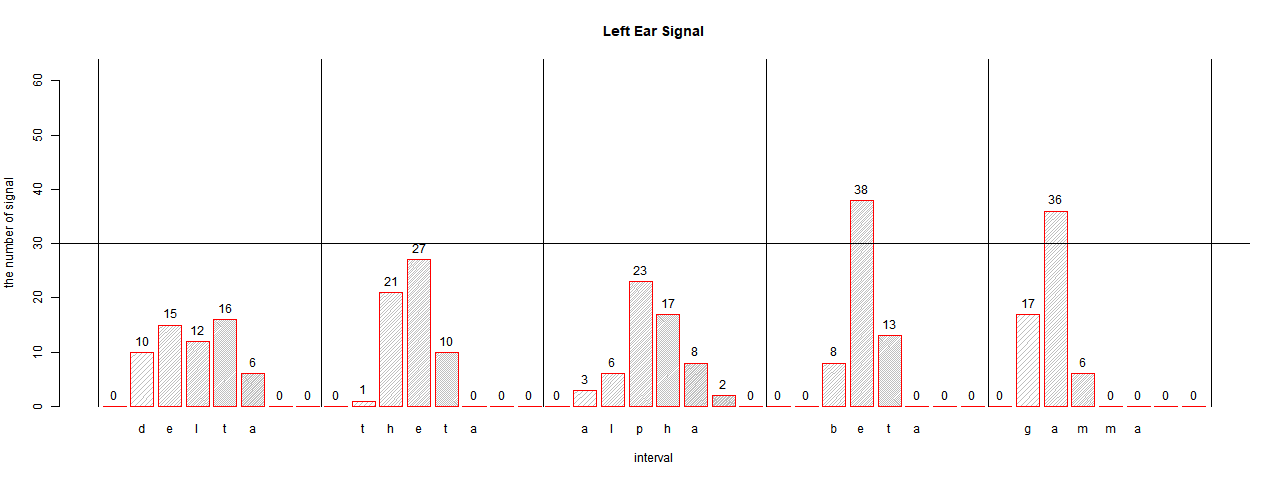 Left Ear Signal
the number of signal
60
50
40
30
20
10
0
0 10 15 12 16 6 0 0
0 1 21 27 10 0 0 0
0 3 6 23 17 8 2 0
0 0 8 38 13 0 0 0
0 17 36 6 0 0 0 0
d e l t a t h e t a a l p h a b e t a g a m m a
interval